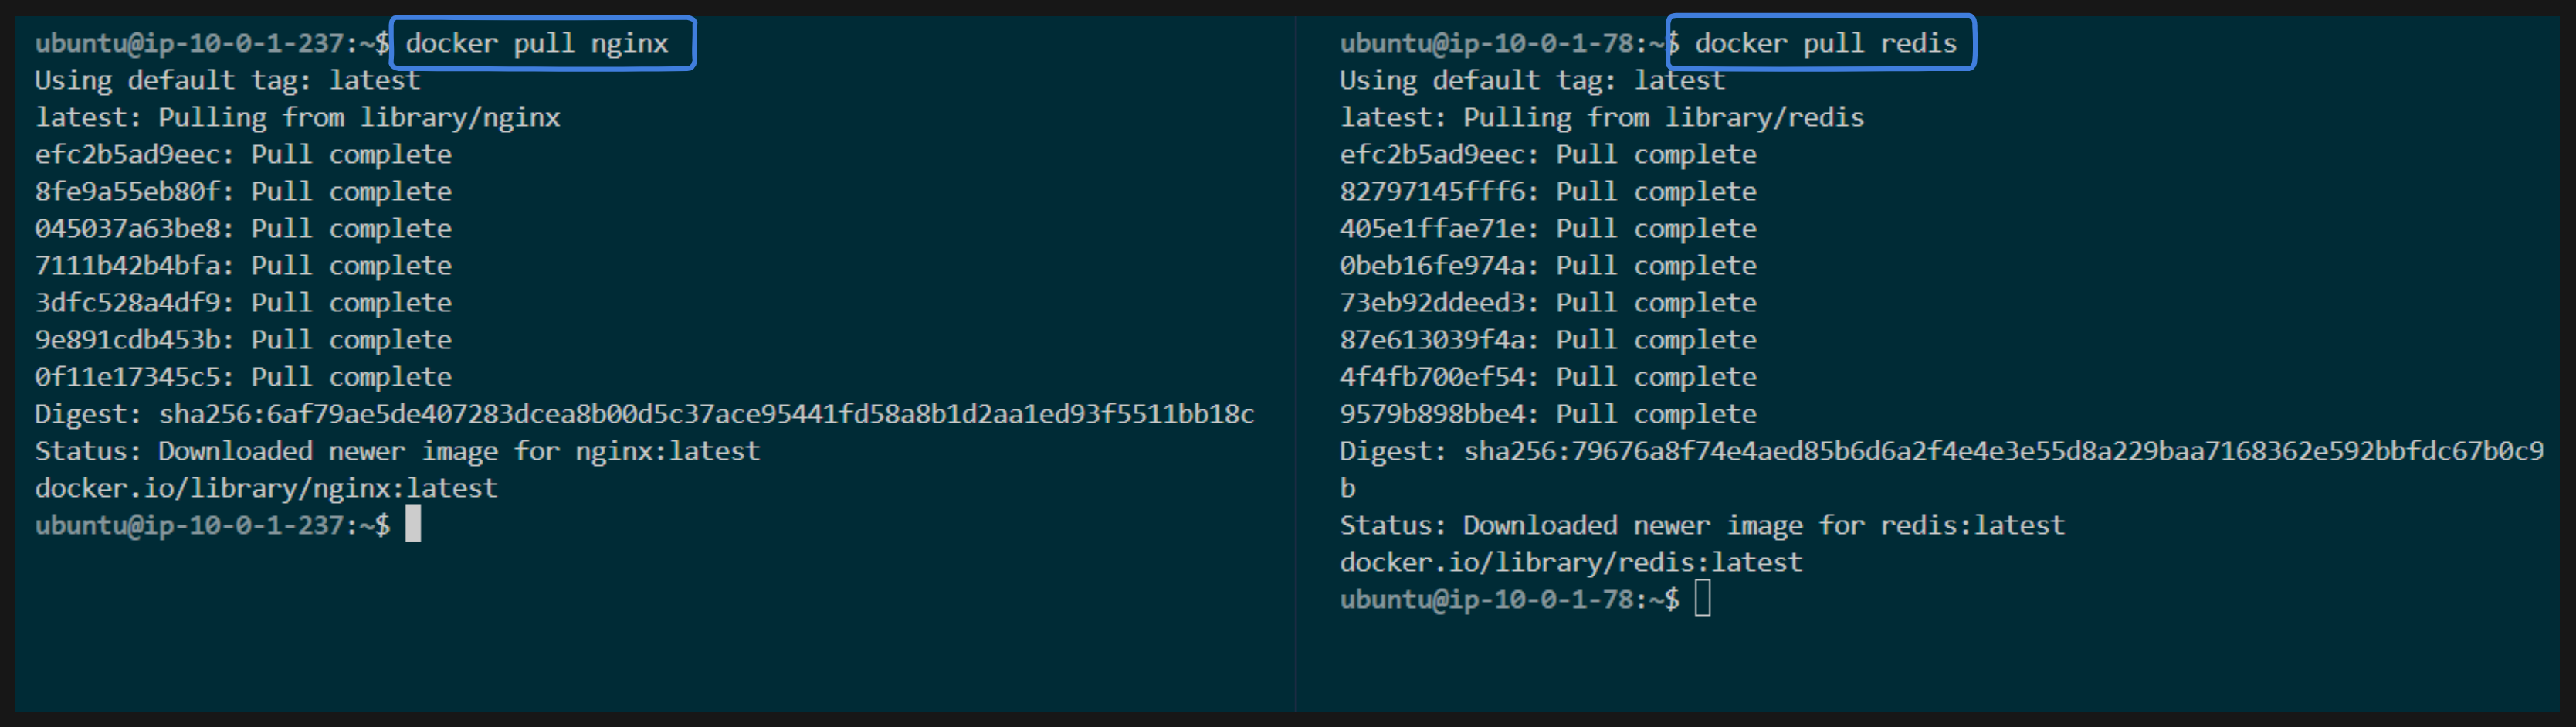 ubuntu@ip-10-0-1-237:~$ docker pull nginx
Using default tag: latest
latest: Pulling from library/nginx
efc2b5ad9eec: Pull complete
8fe9a55eb80f: Pull complete
045037a63be8: Pull complete
7111b42b4bfa: Pull complete
3dfc528a4df9: Pull complete
9e891cdb453b: Pull complete
0f11e17345c5: Pull complete
Digest: sha256:6af79ae5de407283dcea8b00d5c37ace95441fd58a8b1d2aa1ed93f5511bb18c
Status: Downloaded newer image for nginx:latest
docker.io/library/nginx:latest
ubuntu@ip-10-0-1-237:~$
ubuntu@ip-10-0-1-78:~$ docker pull redis
Using default tag: latest
latest: Pulling from library/redis
efc2b5ad9eec: Pull complete
82797145fff6: Pull complete
405e1ffae71e: Pull complete
0beb16fe974a: Pull complete
73eb92ddeed3: Pull complete
87e613039f4a: Pull complete
4f4fb700ef54: Pull complete
9579b898bbe4: Pull complete
Digest: sha256:79676a8f74e4aed85b6d6a2f4e4e3e55d8a229baa7168362e592bbfdc67b0c9
b
Status: Downloaded newer image for redis:latest
docker.io/library/redis:latest
ubuntu@ip-10-0-1-78:~$